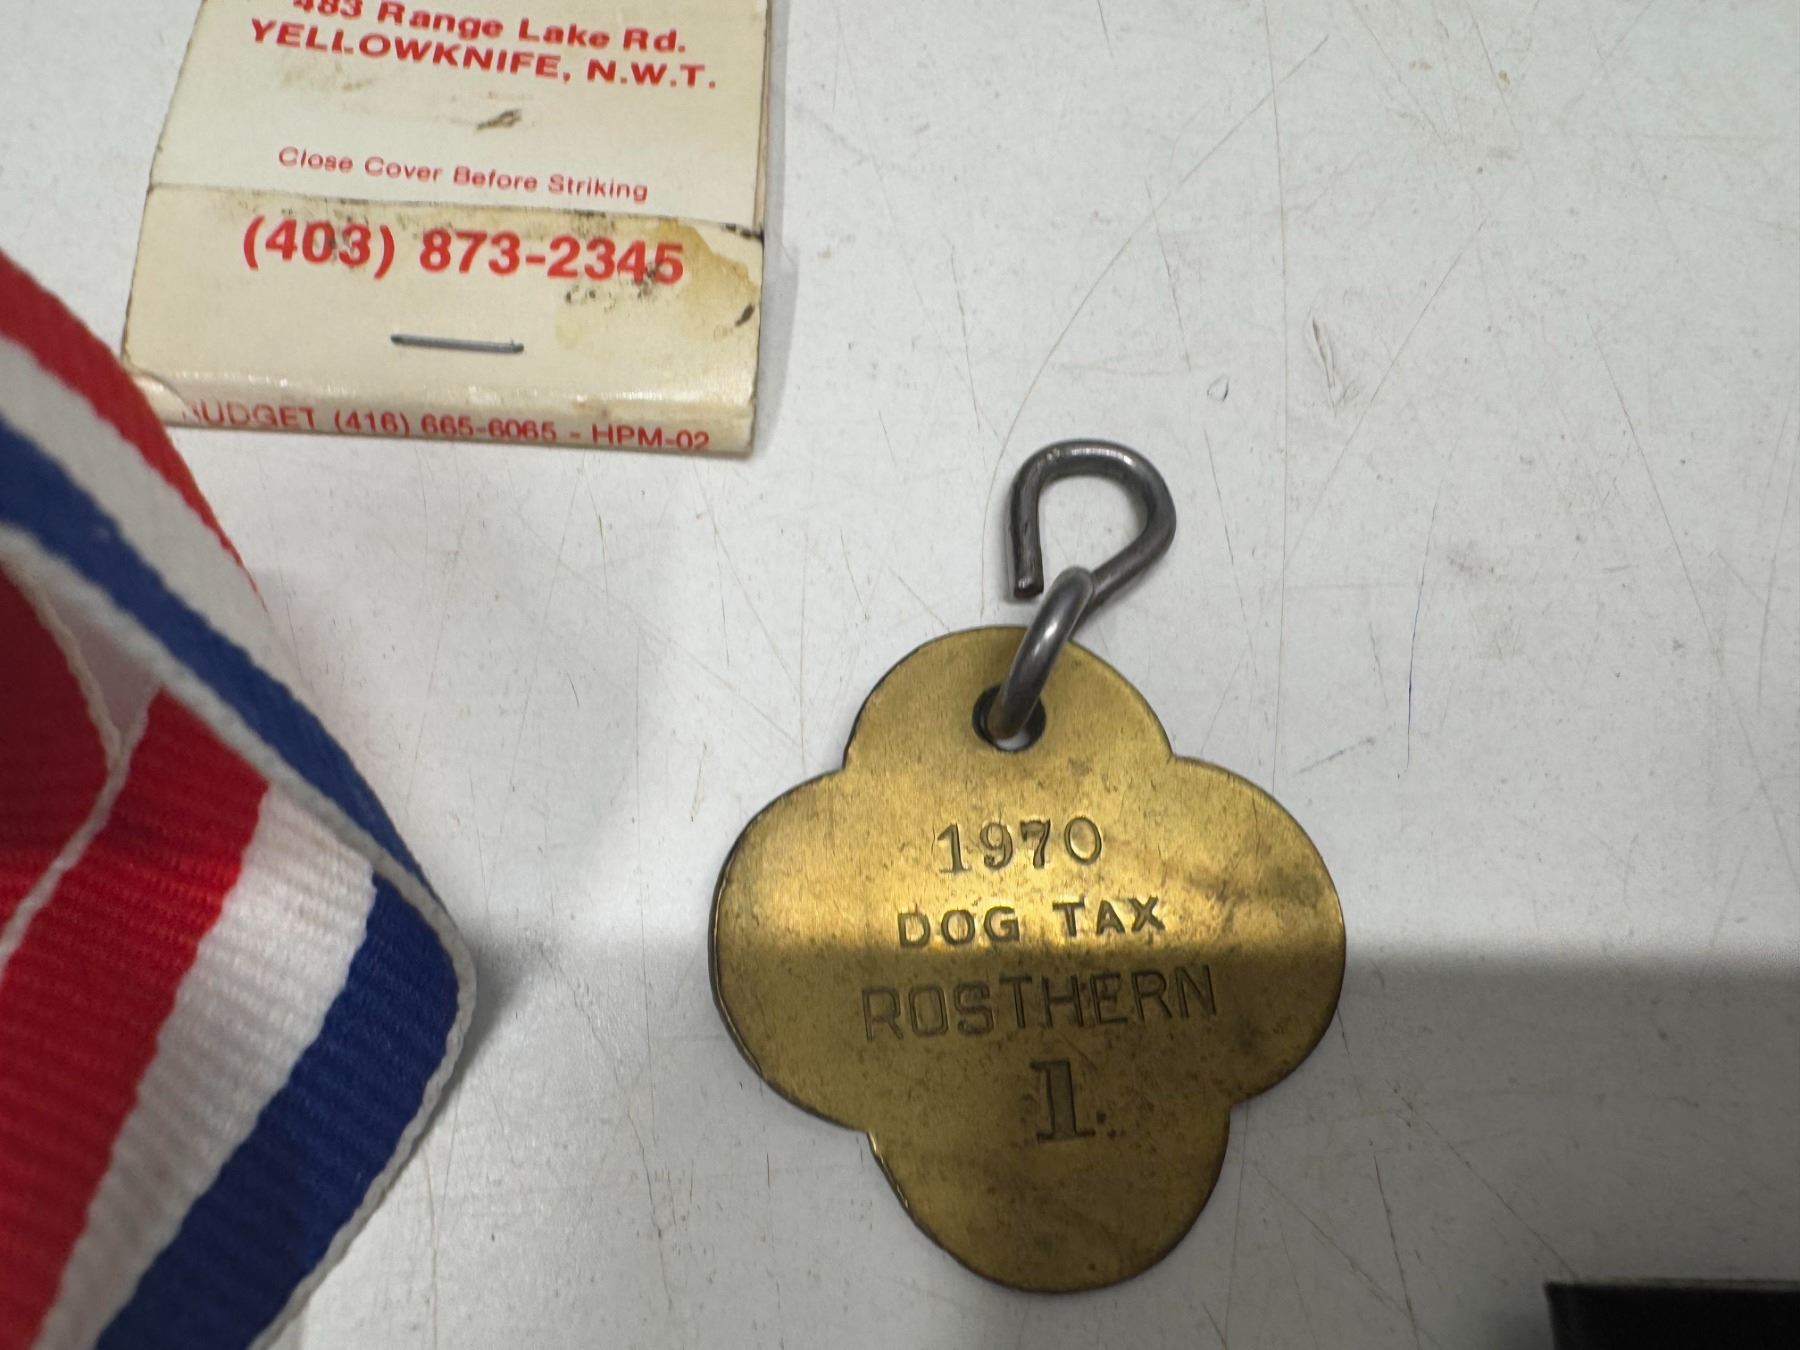 483 Range Lake Rd.
YELLOWKNIFE, N.W.T.
Close Cover Before Striking
(403) 873-2345
BUDGET (416) 665-6065 - HPM-02
1970
DOG TAX
ROSTHERN
1